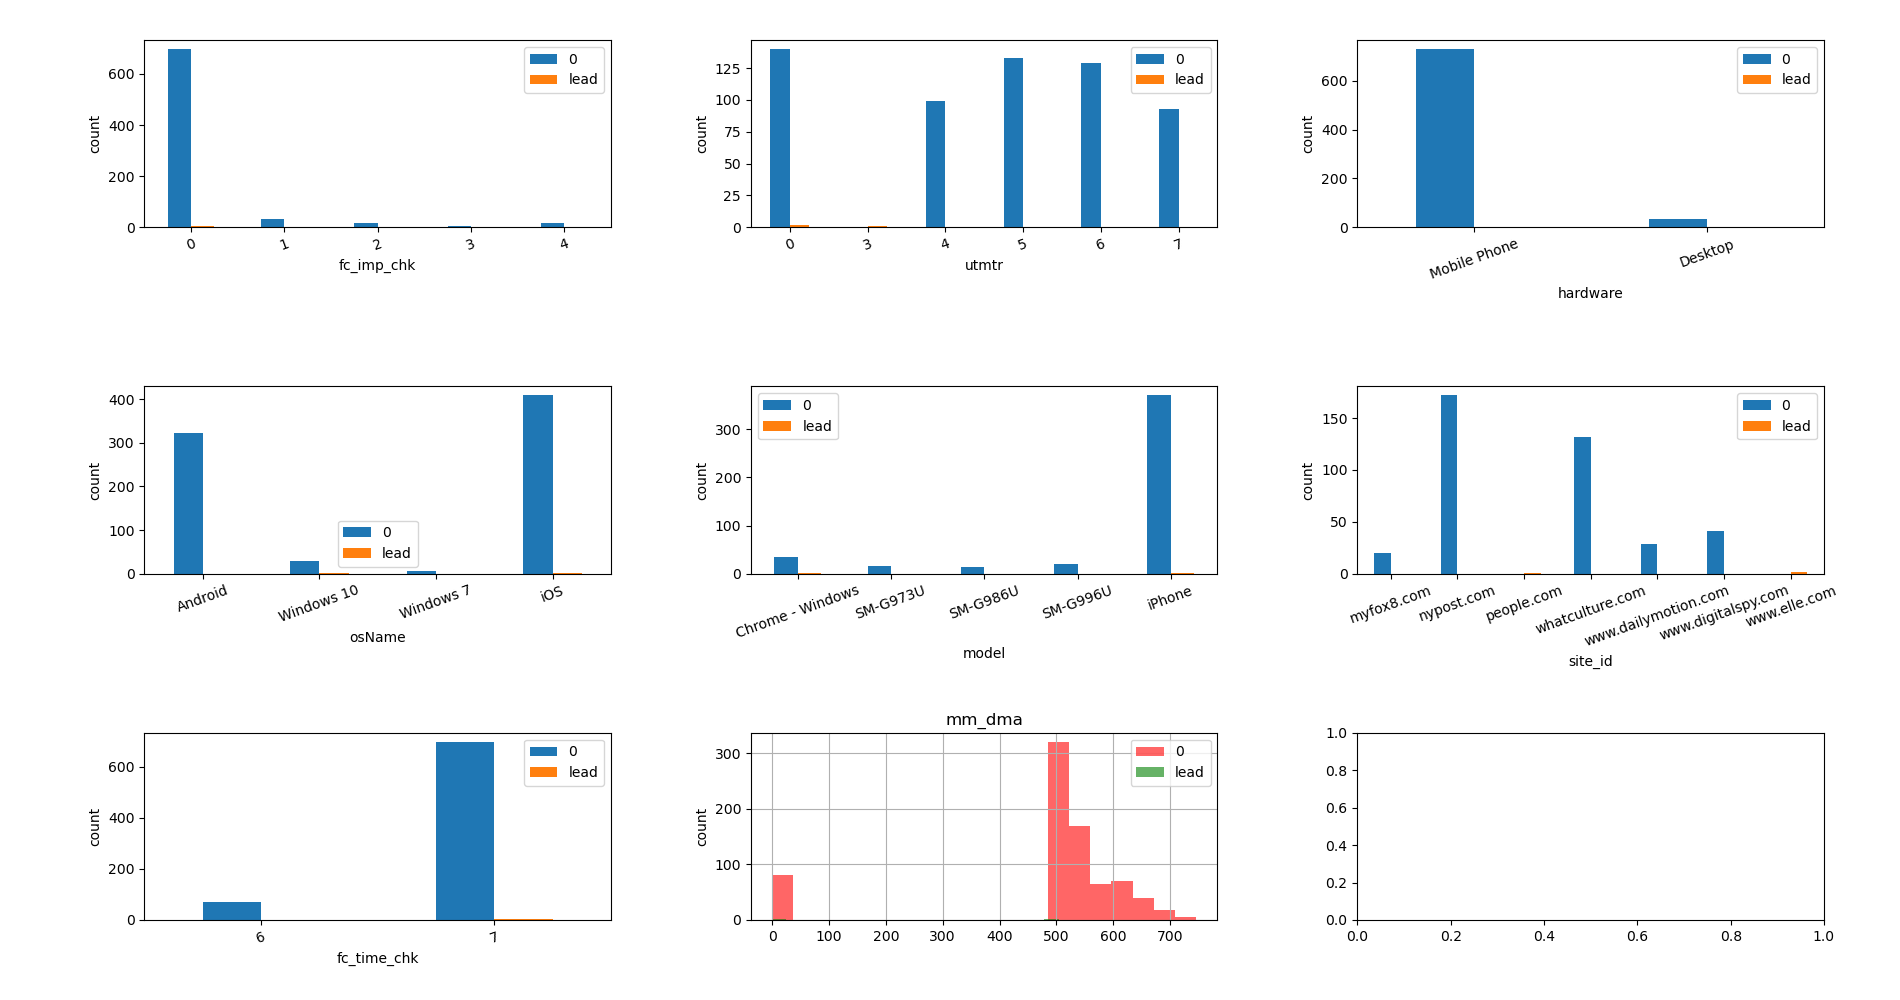 600
400
200
0
count
0
lead
0 1 2 3 4
fc_imp_chk
125
100
75
50
25
0
count
0
lead
0 3 4 5 6 7
utmtr
600
400
200
0
count
0
lead
Mobile Phone Desktop
hardware
400
300
200
100
0
count
0
lead
Android Windows 10 Windows 7 iOS
osName
300
200
100
0
count
0
lead
Chrome - Windows SM-G973U SM-G986U SM-G996U iPhone
model
150
100
50
0
count
0
lead
myfox8.com nypost.com people.com whatculture.com www.dailymotion.com www.digitalspy.com www.elle.com
site_id
600
400
200
0
count
0
lead
6 7
fc_time_chk
mm_dma
300
200
100
0
count
0
lead
0 100 200 300 400 500 600 700
1.0
0.8
0.6
0.4
0.2
0.0
0.0 0.2 0.4 0.6 0.8 1.0